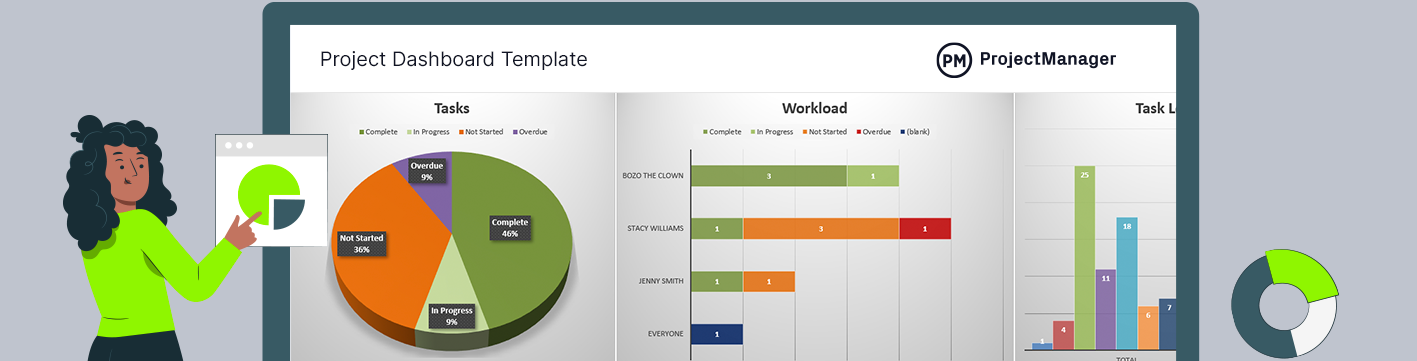 Project Dashboard Template
PM ProjectManager
Tasks
Complete In Progress Not Started Overdue
Overdue
9%
Complete
46%
Not Started
36%
In Progress
9%
Workload
Complete In Progress Not Started Overdue (blank)
BOZO THE CLOWN 3 1
STACY WILLIAMS 1 3 1
JENNY SMITH 1 1
EVERYONE 1
Task
25
18
11
4
6
7
1
TOTAL